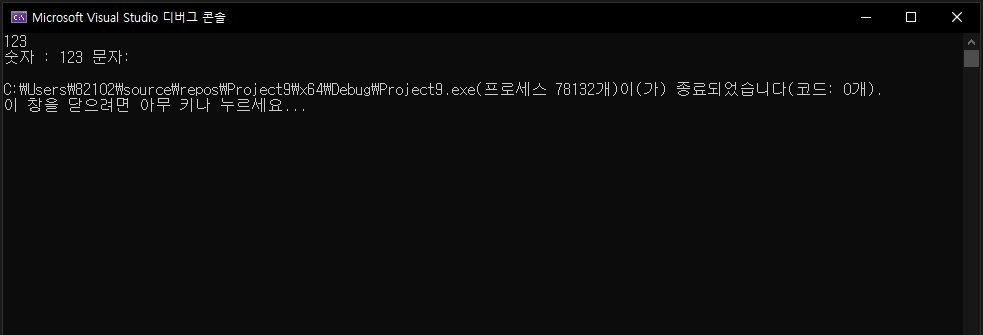 Microsoft Visual Studio 디버그 콘솔
123
숫자 : 123 문자:
C:₩Users₩82102₩source₩repos₩Project9₩x64₩Debug₩Project9.exe(프로세스 78132개)이(가) 종료되었습니다(코드: 0개).
이 창을 닫으려면 아무 키나 누르세요...